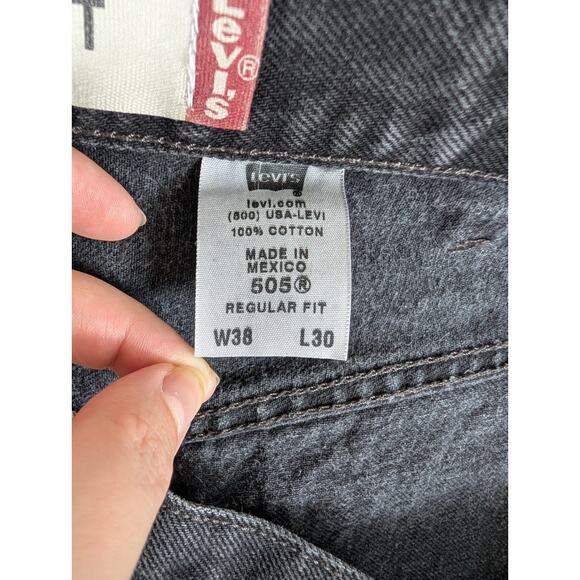 Levi's®
Levi's
®
levi.com
(800) USA-LEVI
100% COTTON
MADE IN
MEXICO
505®
REGULAR FIT
W38 L30